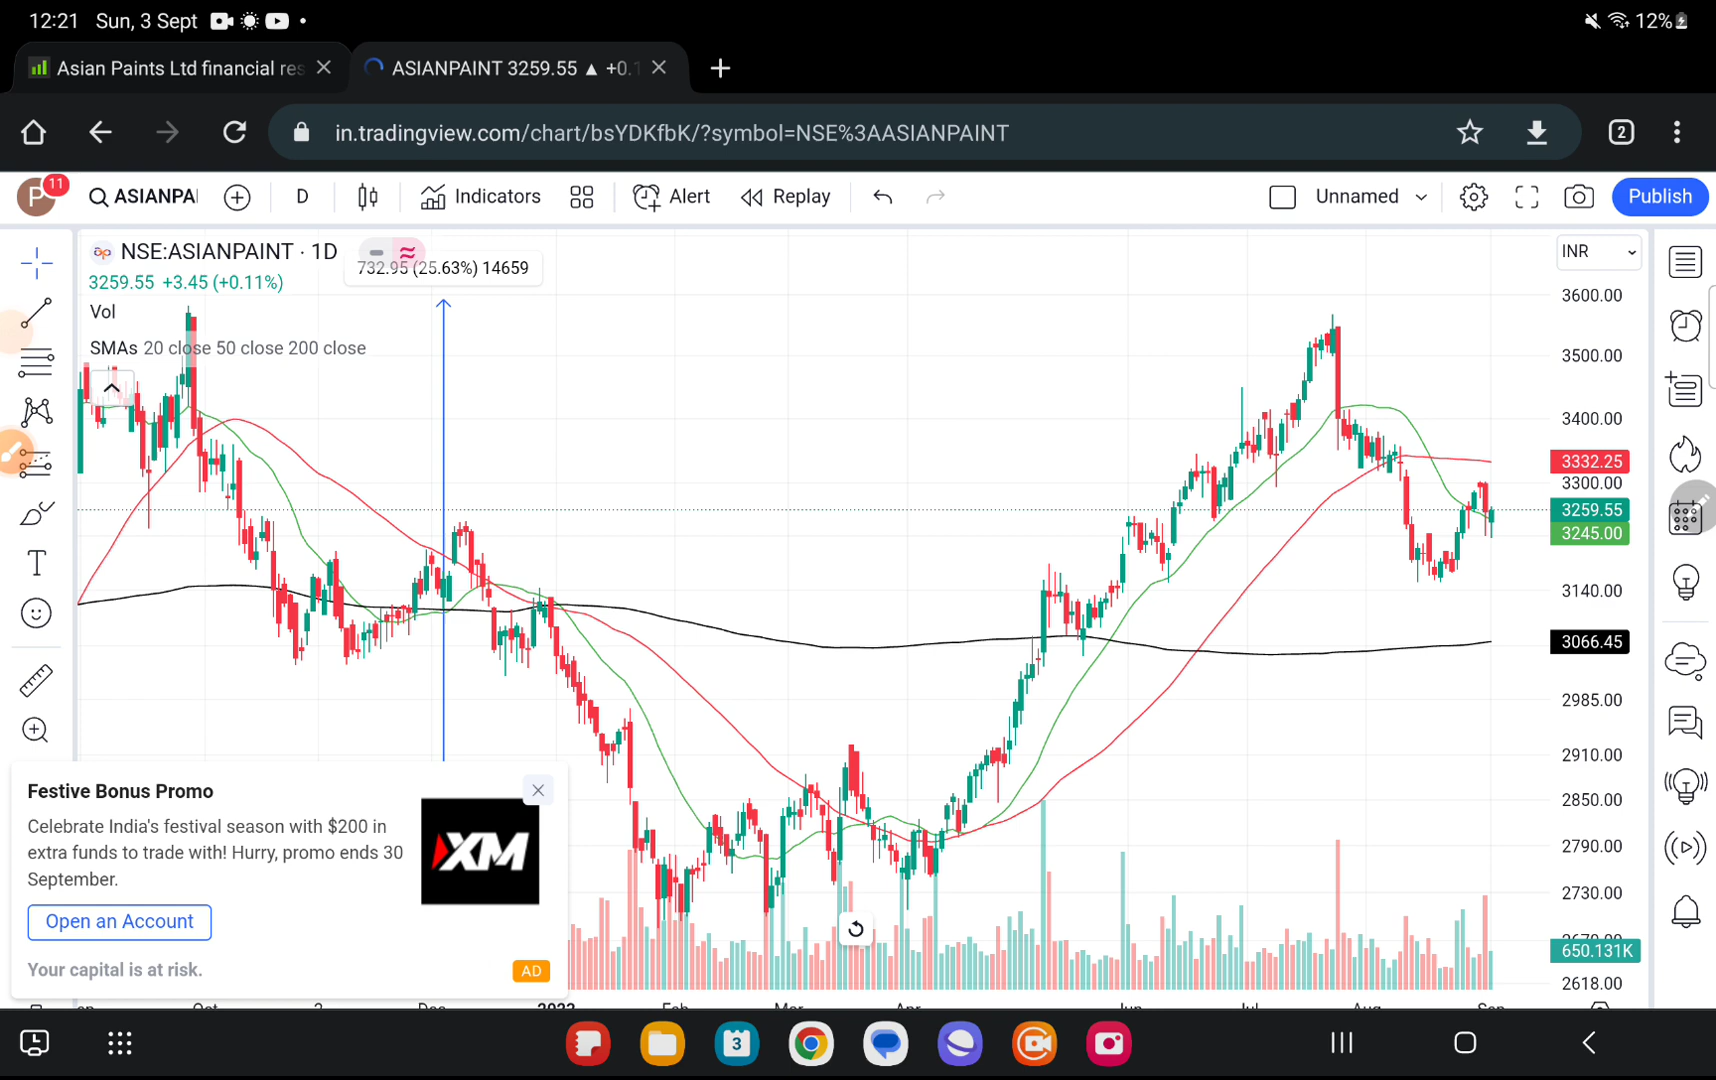 12:21 Sun, 3 Sept
12%
Asian Paints Ltd financial res
ASIANPAINT 3259.55 ▲ +0.1
in.tradingview.com/chart/bsYDKfbK/?symbol=NSE%3AASIANPAINT
2
P
11
ASIANPA
D
Indicators
Alert
Replay
Unnamed
Publish
NSE:ASIANPAINT · 1D
732.95 (25.63%) 14659
3259.55 +3.45 (+0.11%)
Vol
SMAs 20 close 50 close 200 close
INR
3600.00
3500.00
3400.00
3332.25
3300.00
3259.55
3245.00
3140.00
3066.45
2985.00
2910.00
2850.00
2790.00
2730.00
650.131K
2618.00
Festive Bonus Promo
Celebrate India's festival season with $200 in
extra funds to trade with! Hurry, promo ends 30
September.
XM
Open an Account
Your capital is at risk.
AD
Oct Dec 2023 Feb Mar Apr Jun Jul Aug Sep
3